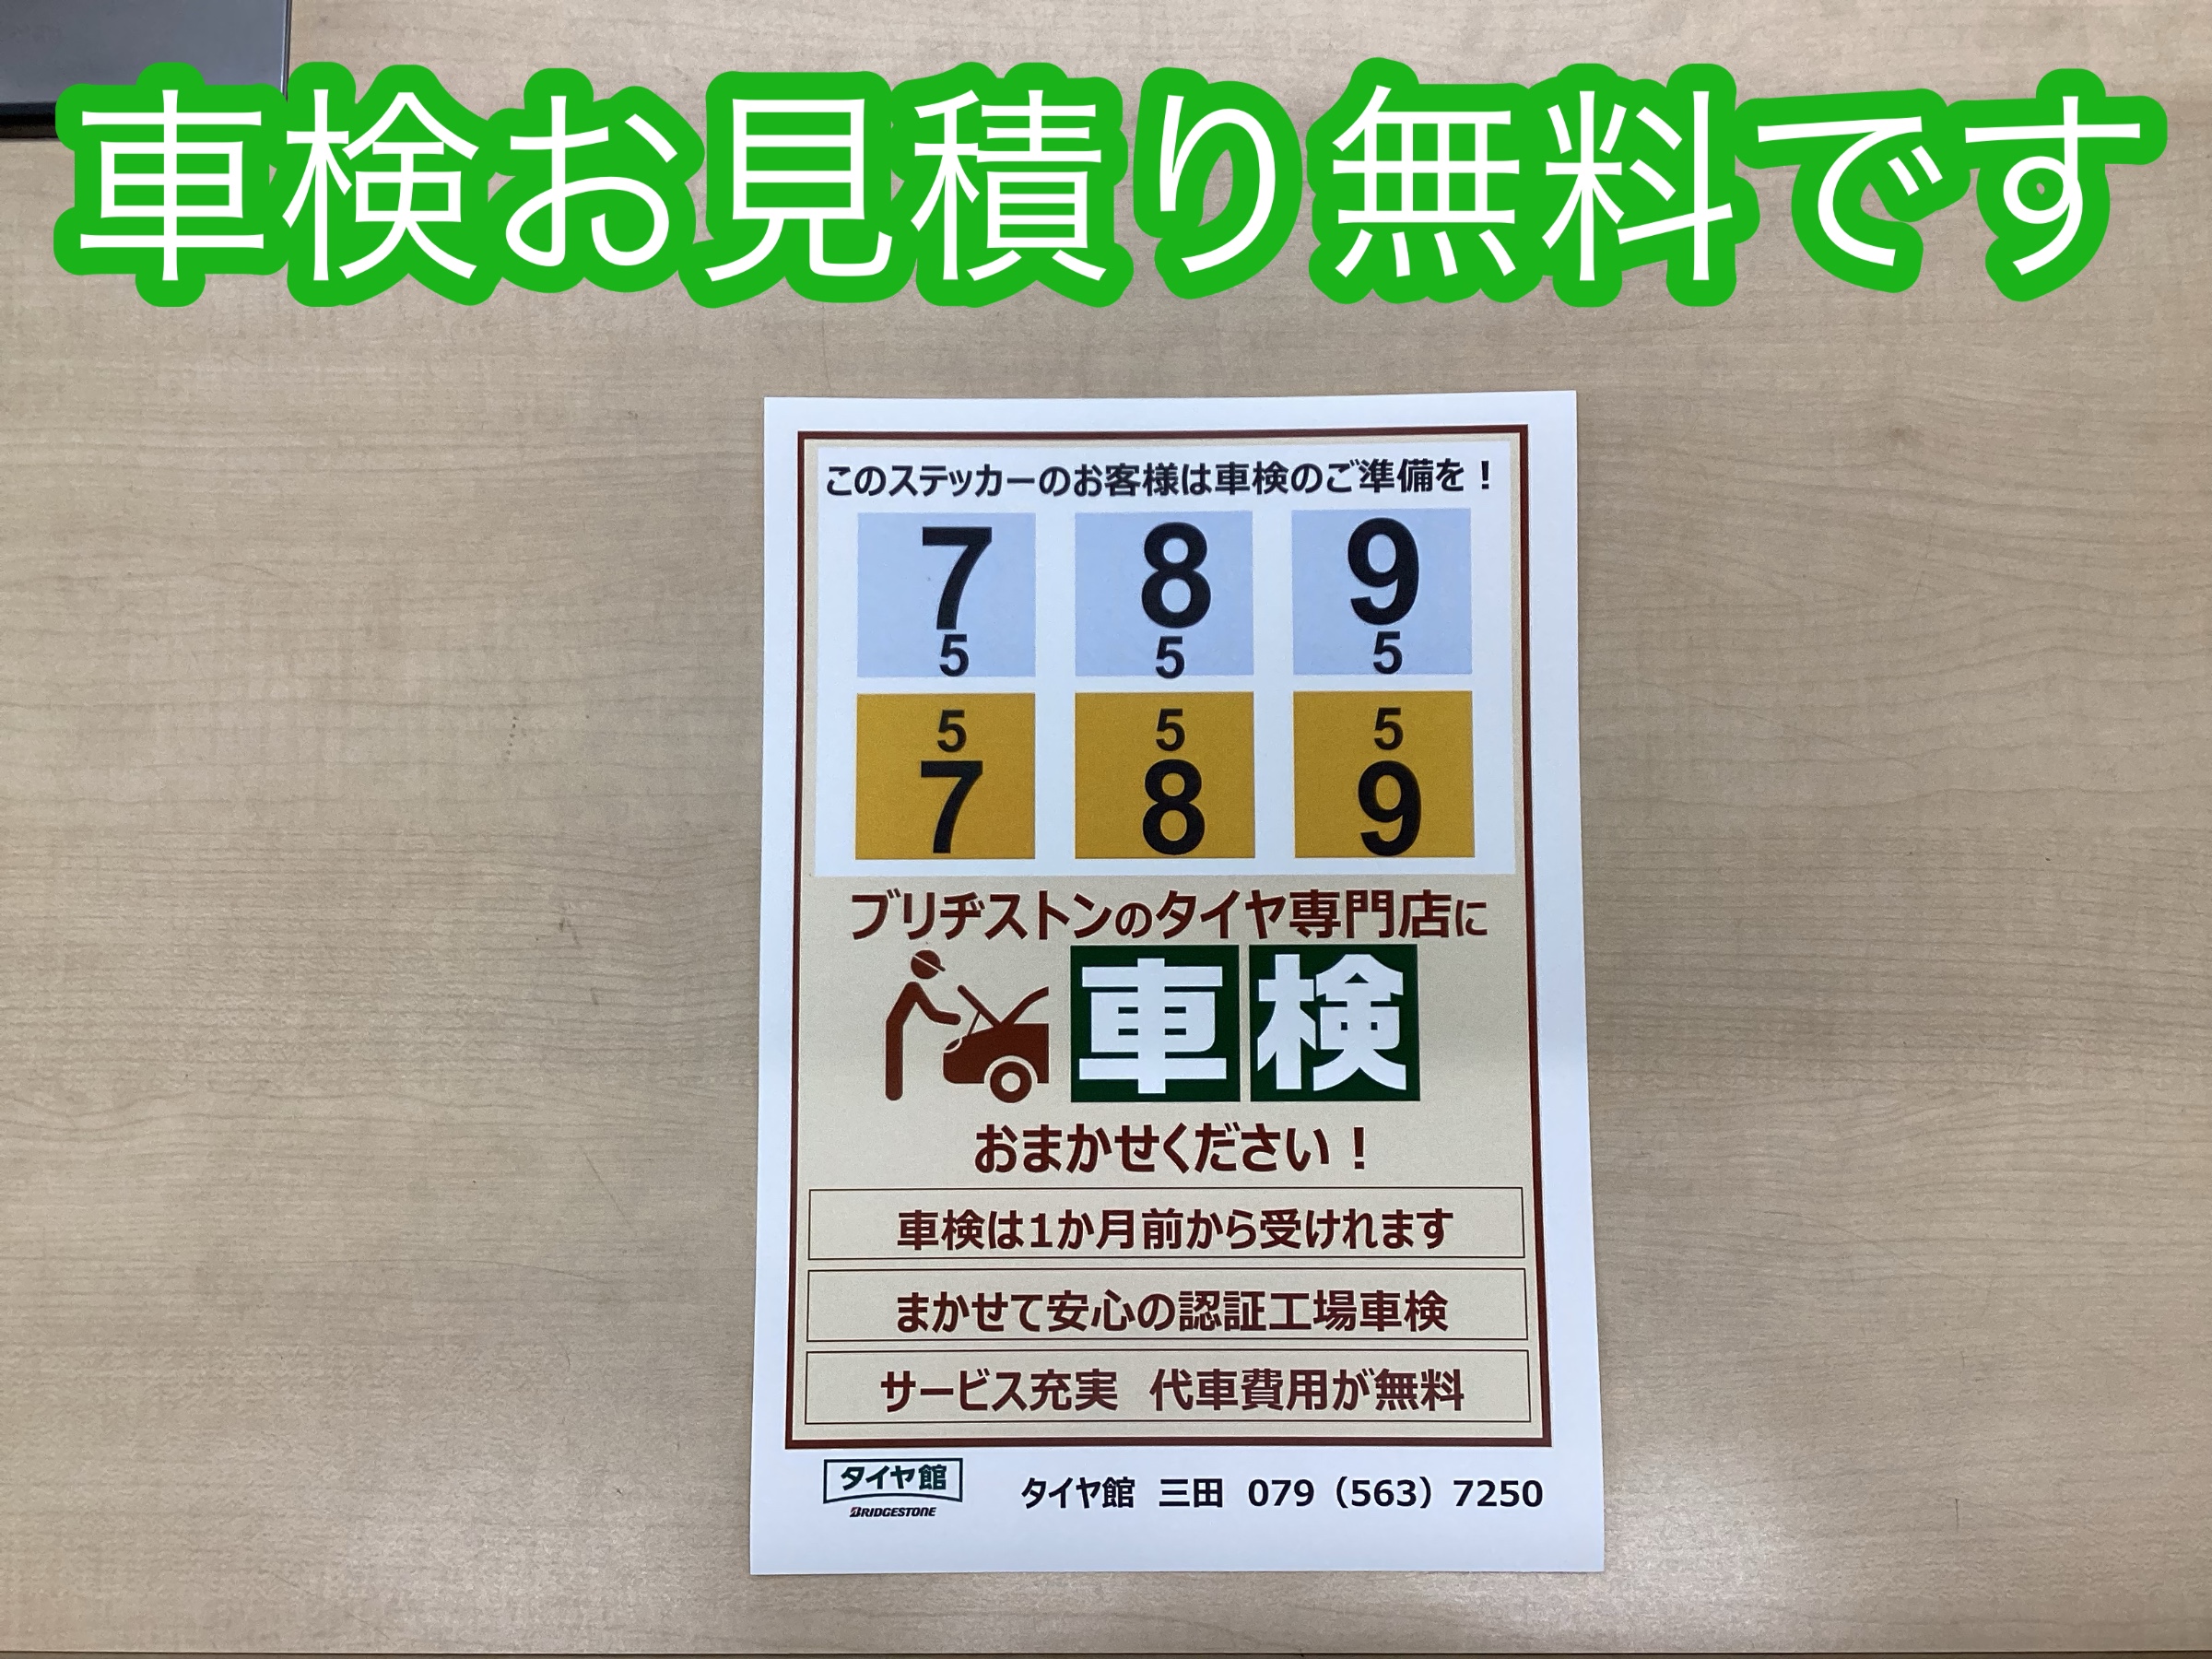 車検お見積り無料です
このステッカーのお客様は車検のご準備を！
7 8 9
5 5 5
5 5 5
7 8 9
ブリヂストンのタイヤ専門店に
車検
おまかせください！
車検は1か月前から受けれます
まかせて安心の認証工場車検
サービス充実 代車費用が無料
タイヤ館
BRIDGESTONE
タイヤ館 三田 079（563）7250